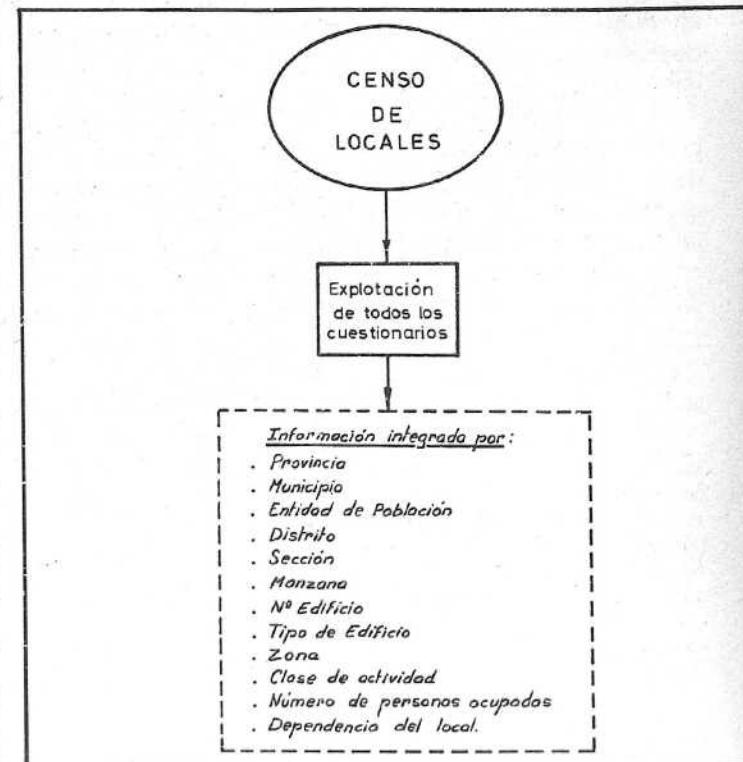 CENSO
DE
LOCALES
Explotación
de todos los
cuestionarios
Información integrada por:
. Provincia
. Municipio
. Entidad de Población
. Distrito
. Sección
. Manzana
. Nº Edificio
. Tipo de Edificio
. Zona
. Clase de actividad
. Número de personas ocupadas
. Dependencia del local.